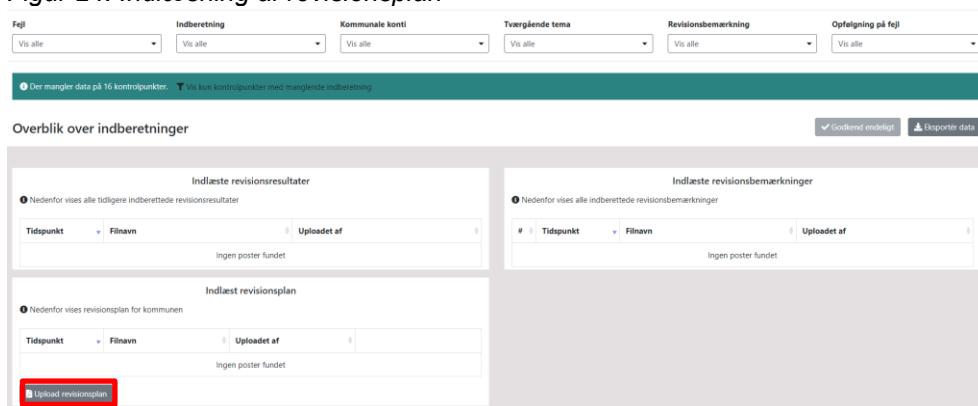 Figur 24: Indlæsning af revisionsplan
Fejl Indberetning Kommunale konti Tværgående tema Revisionsbemærkning Opfølgning på fejl
Vis alle Vis alle Vis alle Vis alle Vis alle Vis alle
Der mangler data på 16 kontrolpunkter. Vis kun kontrolpunkter med manglende indberetning
Overblik over indberetninger Godkend endeligt Eksportér data
Indlæste revisionsresultater
Nedenfor vises alle tidligere indberettede revisionsresultater
Tidspunkt Filnavn Uploadet af
Ingen poster fundet
Indlæste revisionsbemærkninger
Nedenfor vises alle indberettede revisionsbemærkninger
# Tidspunkt Filnavn Uploadet af
Ingen poster fundet
Indlæst revisionsplan
Nedenfor vises revisionsplan for kommunen
Tidspunkt Filnavn Uploadet af
Ingen poster fundet
Upload revisionsplan